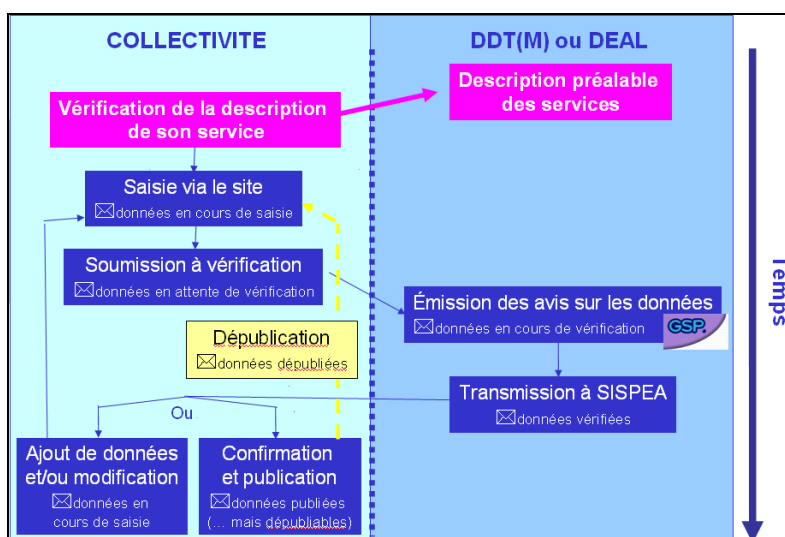 COLLECTIVITE
DDT(M) ou DEAL
Description préalable
des services
Vérification de la description
de son service
Saisie via le site
données en cours de saisie
Soumission à vérification
données en attente de vérification
Émission des avis sur les données
données en cours de vérification
GSP.
Dépublication
données dépubliées
Transmission à SISPEA
données vérifiées
Ou
Ajout de données
et/ou modification
données en
cours de saisie
Confirmation
et publication
données publiées
(... mais dépubliables)
Temps